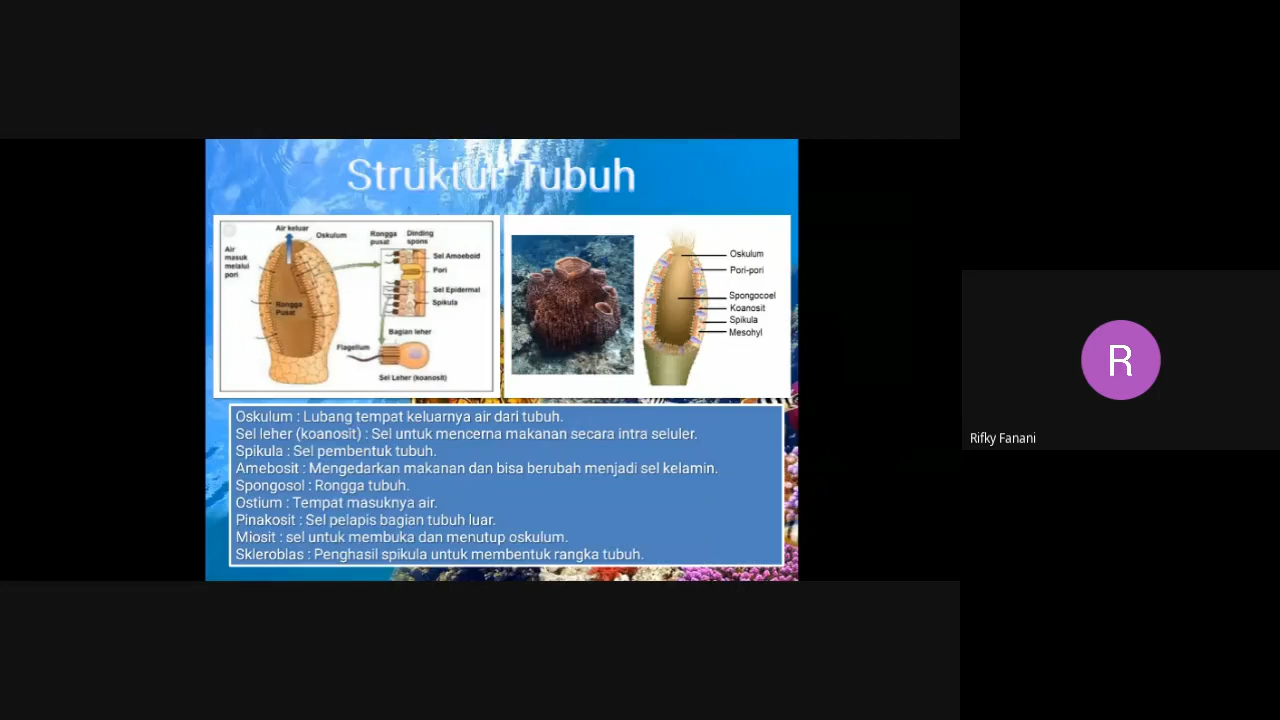 Struktur Tubuh
Air keluar
Oskulum
Air
masuk
melalui
pori
Rongga
Pusat
Rongga
pusat
Dinding
spons
Sel Amoeboid
Pori
Sel Epidermal
Spikula
Bagian leher
Flagellum
Sel Leher (koanosit)
Oskulum
Pori-pori
Spongocoel
Koanosit
Spikula
Mesohyl
Oskulum : Lubang tempat keluarnya air dari tubuh.
Sel leher (koanosit) : Sel untuk mencerna makanan secara intra seluler.
Spikula : Sel pembentuk tubuh.
Amebosit : Mengedarkan makanan dan bisa berubah menjadi sel kelamin.
Spongosol : Rongga tubuh.
Ostium : Tempat masuknya air.
Pinakosit : Sel pelapis bagian tubuh luar.
Miosit : sel untuk membuka dan menutup oskulum.
Skleroblas : Penghasil spikula untuk membentuk rangka tubuh.
R
Rifky Fanani